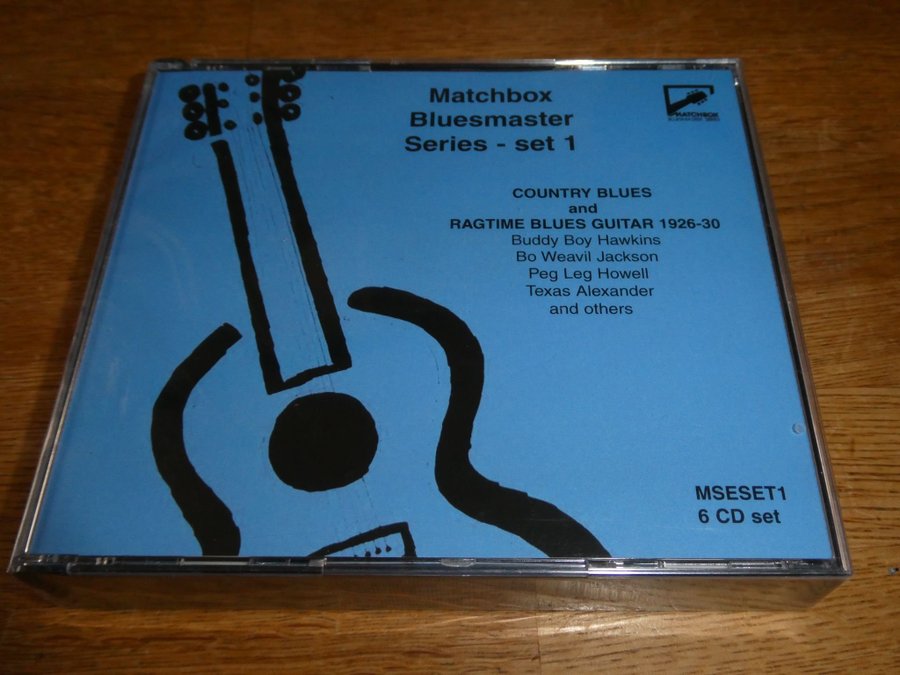 Matchbox
Bluesmaster
Series - set 1
MATCHBOX
COUNTRY BLUES
and
RAGTIME BLUES GUITAR 1926-30
Buddy Boy Hawkins
Bo Weavil Jackson
Peg Leg Howell
Texas Alexander
and others
MSESET1
6 CD set